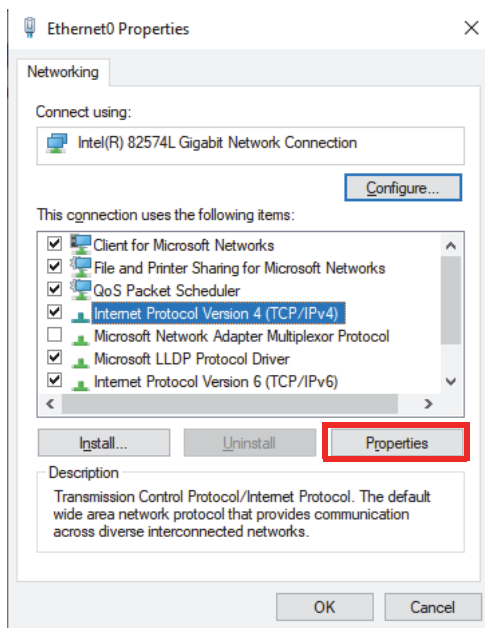 Ethernet0 Properties
Networking
Connect using:
Intel(R) 82574L Gigabit Network Connection
Configure...
This connection uses the following items:
Client for Microsoft Networks
File and Printer Sharing for Microsoft Networks
QoS Packet Scheduler
Internet Protocol Version 4 (TCP/IPv4)
Microsoft Network Adapter Multiplexor Protocol
Microsoft LLDP Protocol Driver
Internet Protocol Version 6 (TCP/IPv6)
Install... Uninstall Properties
Description
Transmission Control Protocol/Internet Protocol. The default
wide area network protocol that provides communication
across diverse interconnected networks.
OK Cancel